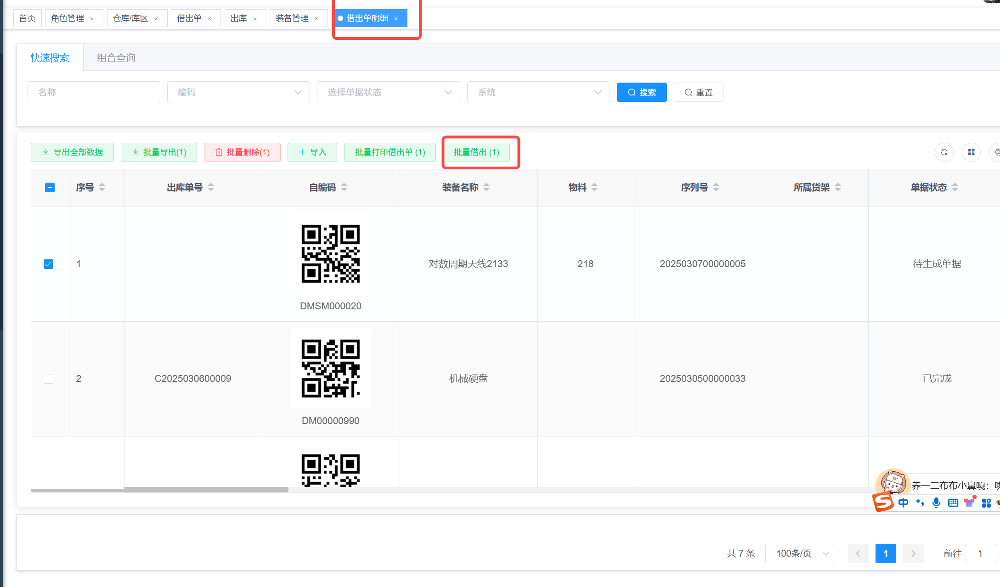 首页 角色管理 × 仓库/库区 × 借出单 × 出库 × 装备管理 × 借出单明细 ×
快速搜索 组合查询
名称 编码 选择单据状态 系统 搜索 重置
导出全部数据 批量导出(1) 批量删除(1) 导入 批量打印借出单 (1) 批量借出 (1)
序号 出库单号 自编码 装备名称 物料 序列号 所属货架 单据状态
1 对数周期天线2133 218 2025030700000005 待生成单据
DMSM000020
2 C2025030600009 机械硬盘 2025030500000033 已完成
DM00000990
养一二布布小鼻嘎：
中
共 7 条 100条/页 1 前往 1